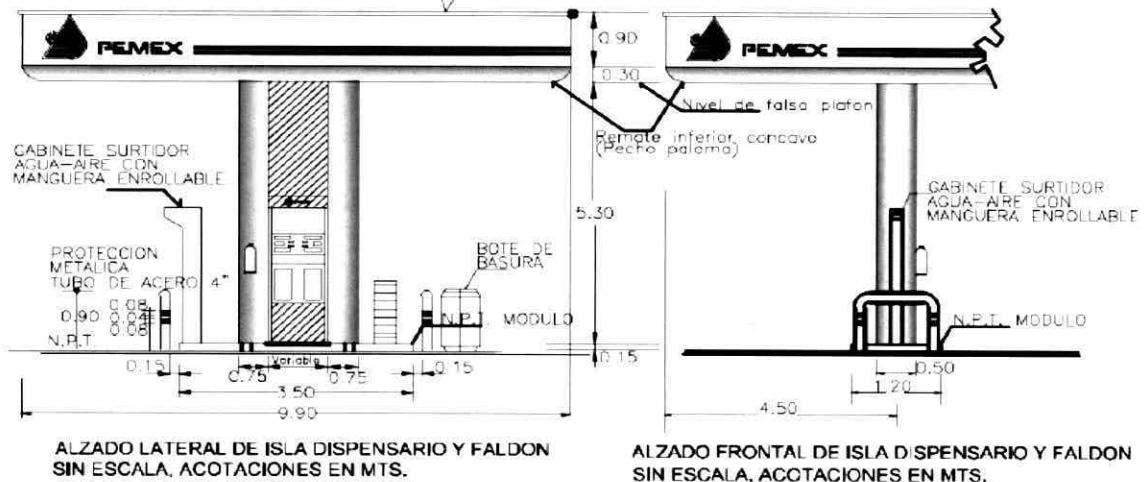 PEMEX
0.90
0.30
Nivel de falso plafon
Remate inferior concavo
(Pecho paloma)
GABINETE SURTIDOR
AGUA-AIRE CON
MANGUERA ENROLLABLE
5.30
PROTECCION
METALICA
TUBO DE ACERO 4"
0.08
0.90 0.04
0.08
N.P.T.
BOTE DE
BASURA
N.P.T. MODULO
0.15
0.15
Variable
0.75
0.75
0.15
3.50
9.90
ALZADO LATERAL DE ISLA DISPENSARIO Y FALDON
SIN ESCALA, ACOTACIONES EN MTS.
PEMEX
GABINETE SURTIDOR
AGUA-AIRE CON
MANGUERA ENROLLABLE
N.P.T. MODULO
0.50
1.20
4.50
ALZADO FRONTAL DE ISLA DISPENSARIO Y FALDON
SIN ESCALA, ACOTACIONES EN MTS.